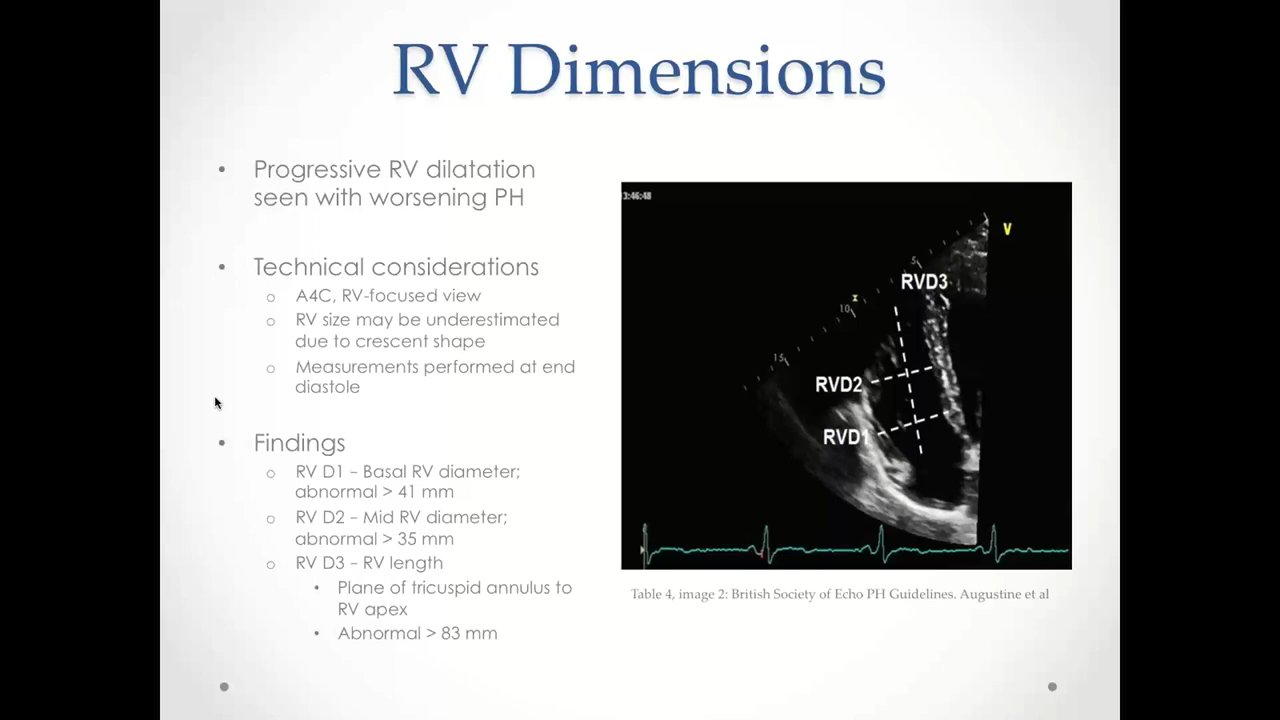 RV Dimensions
• Progressive RV dilatation
seen with worsening PH
• Technical considerations
o A4C, RV-focused view
o RV size may be underestimated
due to crescent shape
o Measurements performed at end
diastole
• Findings
o RV D1 – Basal RV diameter;
abnormal > 41 mm
o RV D2 – Mid RV diameter;
abnormal > 35 mm
o RV D3 – RV length
• Plane of tricuspid annulus to
RV apex
• Abnormal > 83 mm
3:46:48
V
5
RVD3
10
15
RVD2
RVD1
Table 4, image 2: British Society of Echo PH Guidelines. Augustine et al